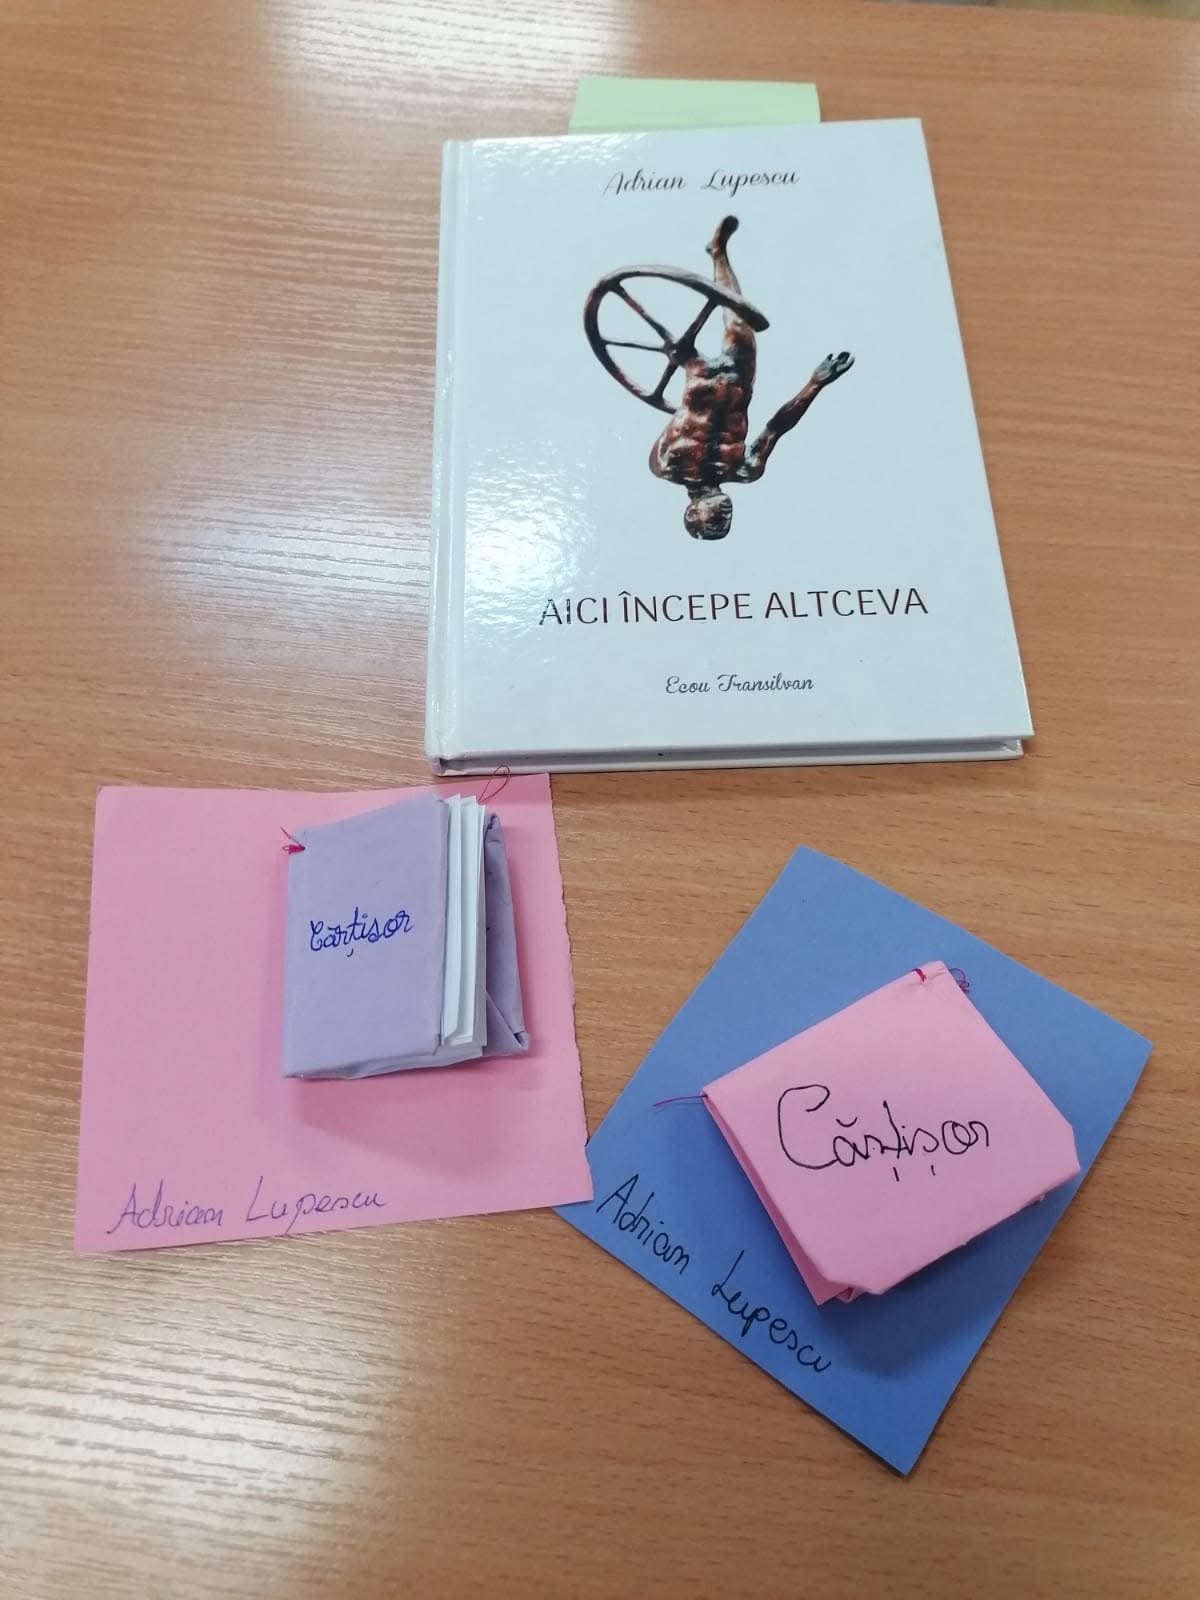 Adrian Lupescu
AICI ÎNCEPE ALTCEVA
Ecou Transilvan
Cărțișor
Adrian Lupescu
Cărțișor
Adrian Lupescu